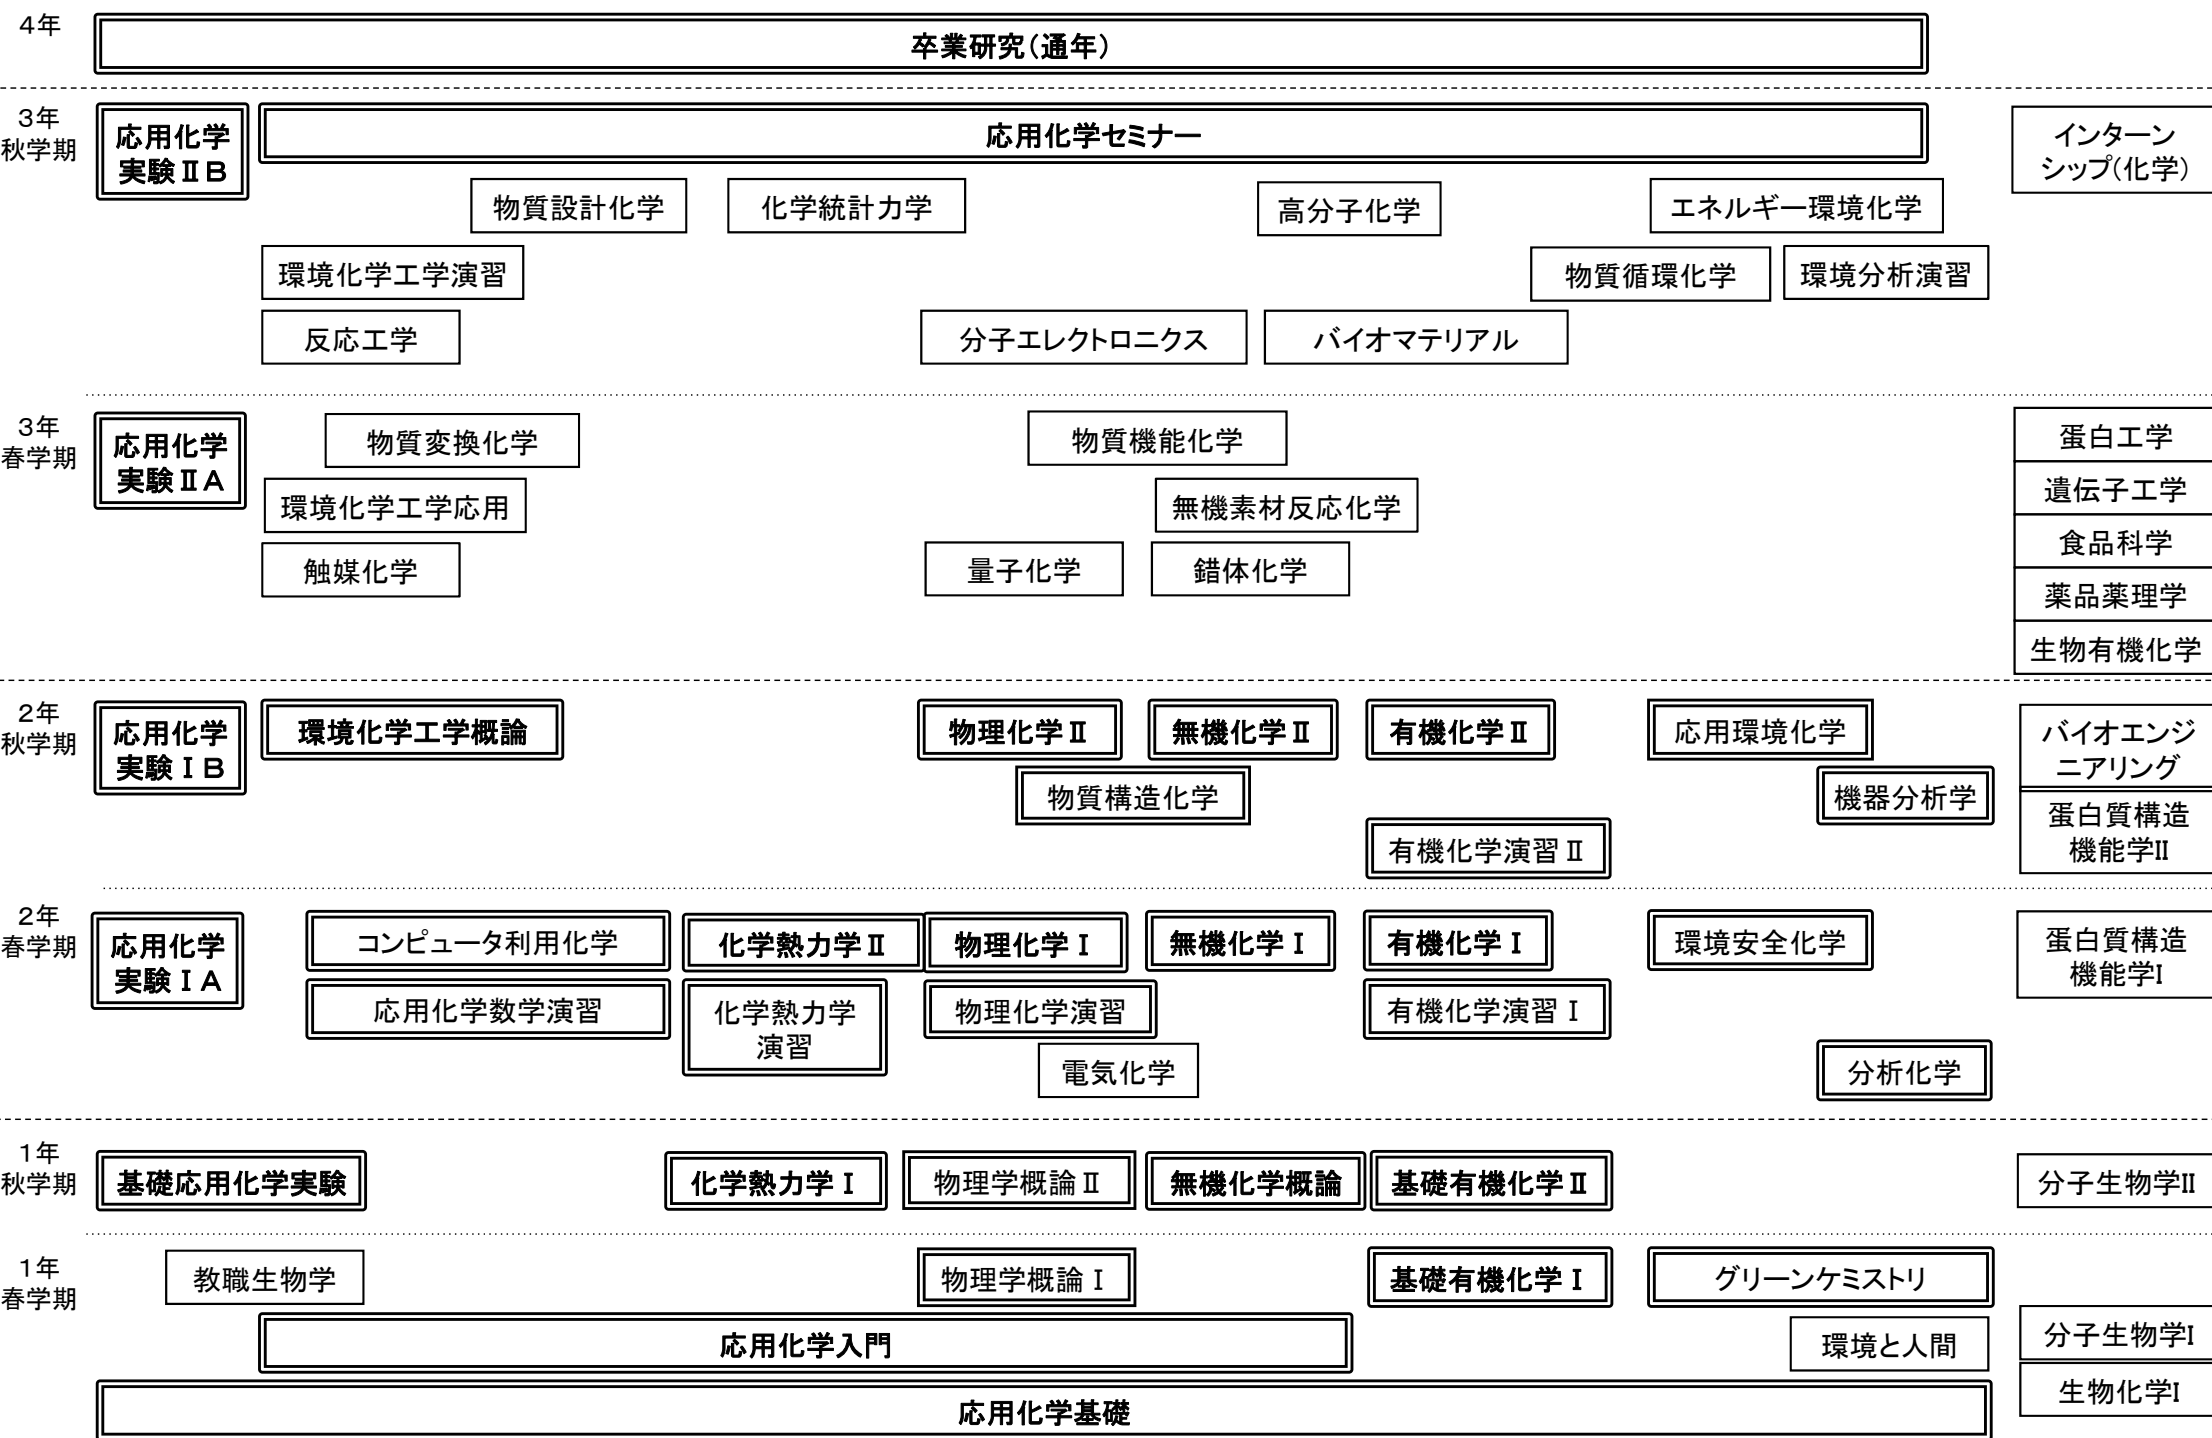 4年
卒業研究(通年)
3年
秋学期
応用化学
実験ⅡB
応用化学セミナー
インターン
シップ(化学)
物質設計化学
化学統計力学
高分子化学
エネルギー環境化学
環境化学工学演習
物質循環化学
環境分析演習
反応工学
分子エレクトロニクス
バイオマテリアル
3年
春学期
応用化学
実験ⅡA
物質変換化学
物質機能化学
蛋白工学
環境化学工学応用
無機素材反応化学
遺伝子工学
触媒化学
量子化学
錯体化学
食品科学
薬品薬理学
生物有機化学
2年
秋学期
応用化学
実験ⅠB
環境化学工学概論
物理化学Ⅱ
無機化学Ⅱ
有機化学Ⅱ
応用環境化学
バイオエンジ
ニアリング
物質構造化学
機器分析学
有機化学演習Ⅱ
蛋白質構造
機能学II
2年
春学期
応用化学
実験ⅠA
コンピュータ利用化学
化学熱力学Ⅱ
物理化学Ⅰ
無機化学Ⅰ
有機化学Ⅰ
環境安全化学
蛋白質構造
機能学I
応用化学数学演習
化学熱力学
演習
物理化学演習
有機化学演習Ⅰ
電気化学
分析化学
1年
秋学期
基礎応用化学実験
化学熱力学Ⅰ
物理学概論Ⅱ
無機化学概論
基礎有機化学Ⅱ
分子生物学II
1年
春学期
教職生物学
物理学概論Ⅰ
基礎有機化学Ⅰ
グリーンケミストリ
応用化学入門
環境と人間
分子生物学I
生物化学I
応用化学基礎